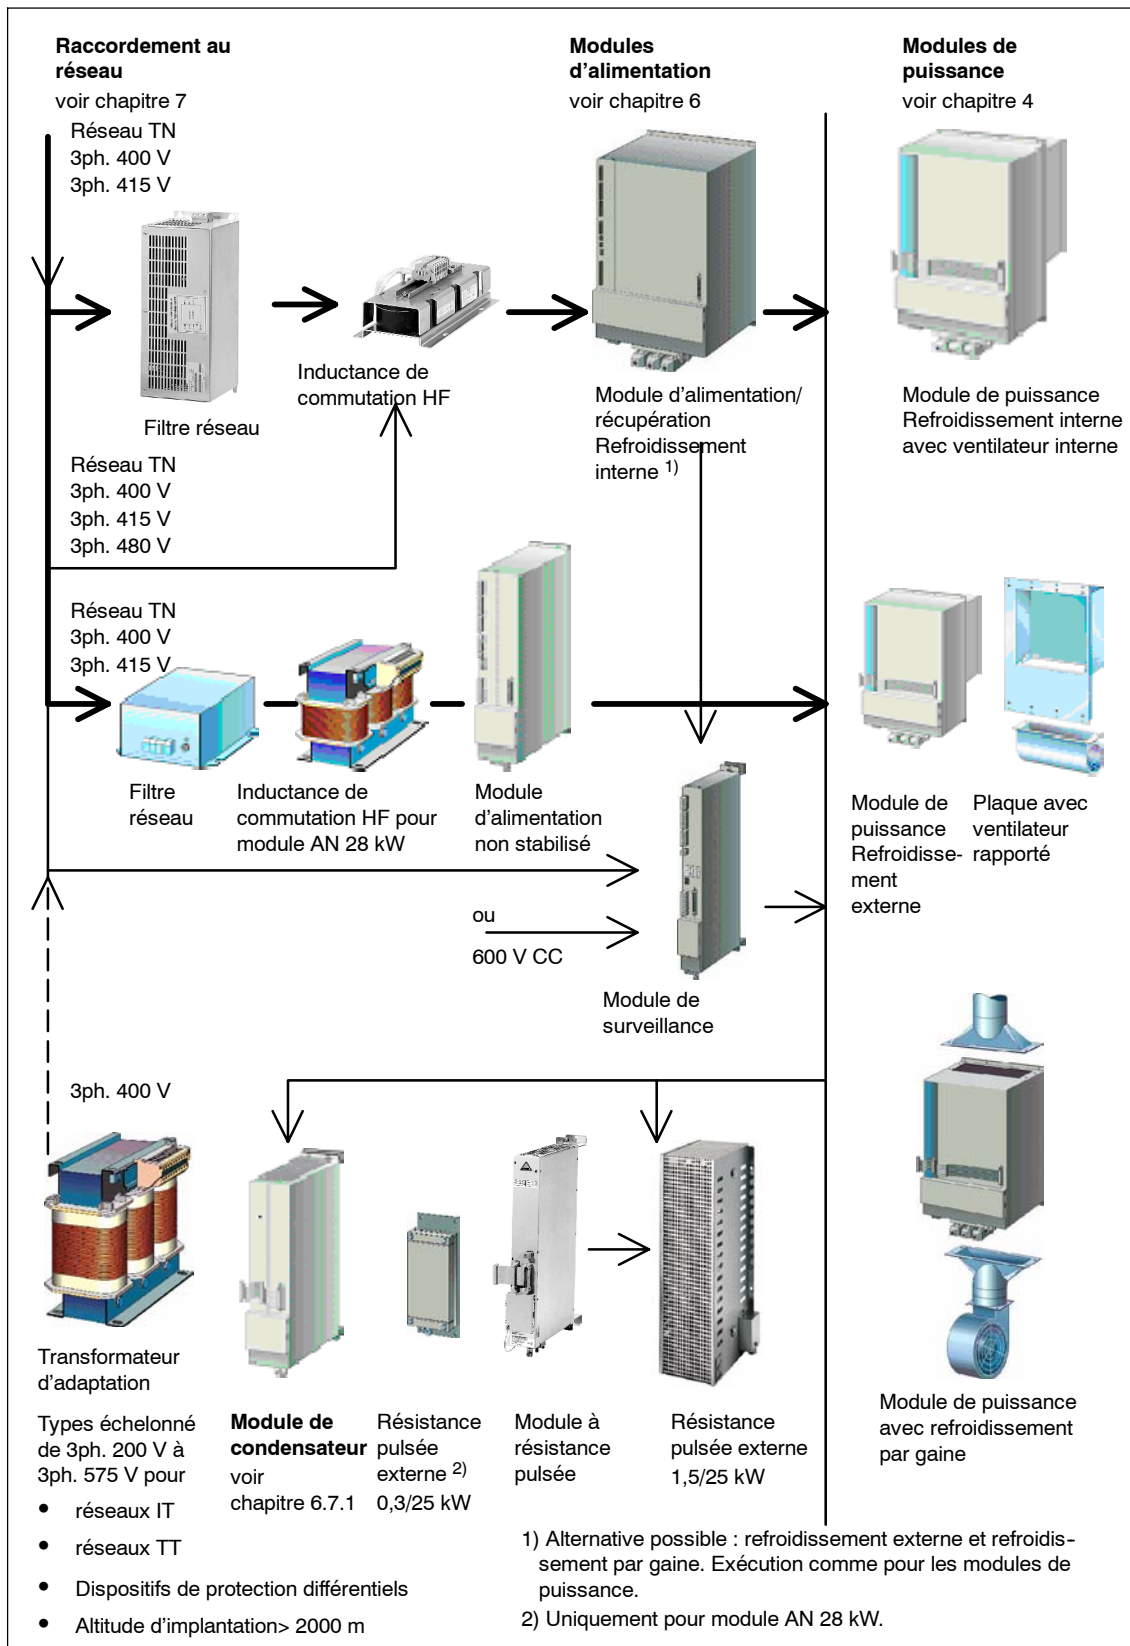 Raccordement au
réseau
voir chapitre 7
Modules
d'alimentation
voir chapitre 6
Modules de
puissance
voir chapitre 4
Réseau TN
3ph. 400 V
3ph. 415 V
Filtre réseau
Inductance de
commutation HF
Module d'alimentation/
récupération
Refroidissement
interne 1)
Module de puissance
Refroidissement interne
avec ventilateur interne
Réseau TN
3ph. 400 V
3ph. 415 V
3ph. 480 V
Réseau TN
3ph. 400 V
3ph. 415 V
Filtre
réseau
Inductance de
commutation HF pour
module AN 28 kW
Module
d'alimentation
non stabilisé
Module de
puissance
Refroidisse-
ment
externe
Plaque avec
ventilateur
rapporté
ou
600 V CC
Module de
surveillance
3ph. 400 V
Transformateur
d'adaptation
Types échelonné
de 3ph. 200 V à
3ph. 575 V pour
• réseaux IT
• réseaux TT
• Dispositifs de protection différentiels
• Altitude d'implantation> 2000 m
Module de
condensateur
voir
chapitre 6.7.1
Résistance
pulsée
externe 2)
0,3/25 kW
Module à
résistance
pulsée
Résistance
pulsée externe
1,5/25 kW
Module de puissance
avec refroidissement
par gaine
1) Alternative possible : refroidissement externe et refroidis-
sement par gaine. Exécution comme pour les modules de
puissance.
2) Uniquement pour module AN 28 kW.